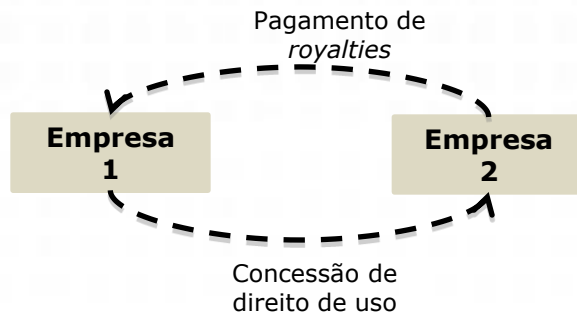 Pagamento de
royalties
Empresa
1
Empresa
2
Concessão de
direito de uso